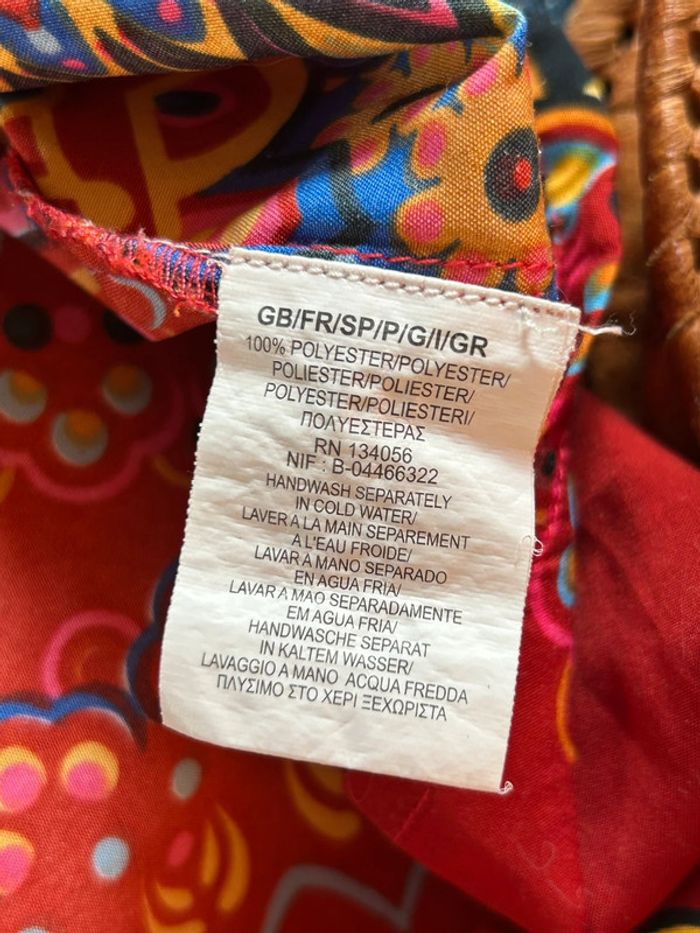 GB/FR/SP/P/G/I/GR
100% POLYESTER/POLYESTER/
POLIESTER/POLIESTER/
POLYESTER/POLIESTERI/
ΠΟΛΥΕΣΤΕΡΑΣ
RN 134056
NIF : B-04466322
HANDWASH SEPARATELY
IN COLD WATER/
LAVER A LA MAIN SEPAREMENT
A L'EAU FROIDE/
LAVAR A MANO SEPARADO
EN AGUA FRIA/
LAVAR A MAO SEPARADAMENTE
EM AGUA FRIA/
HANDWASCHE SEPARAT
IN KALTEM WASSER/
LAVAGGIO A MANO ACQUA FREDDA
ΠΛΥΣΙΜΟ ΣΤΟ ΧΕΡΙ ΞΕΧΩΡΙΣΤΑ